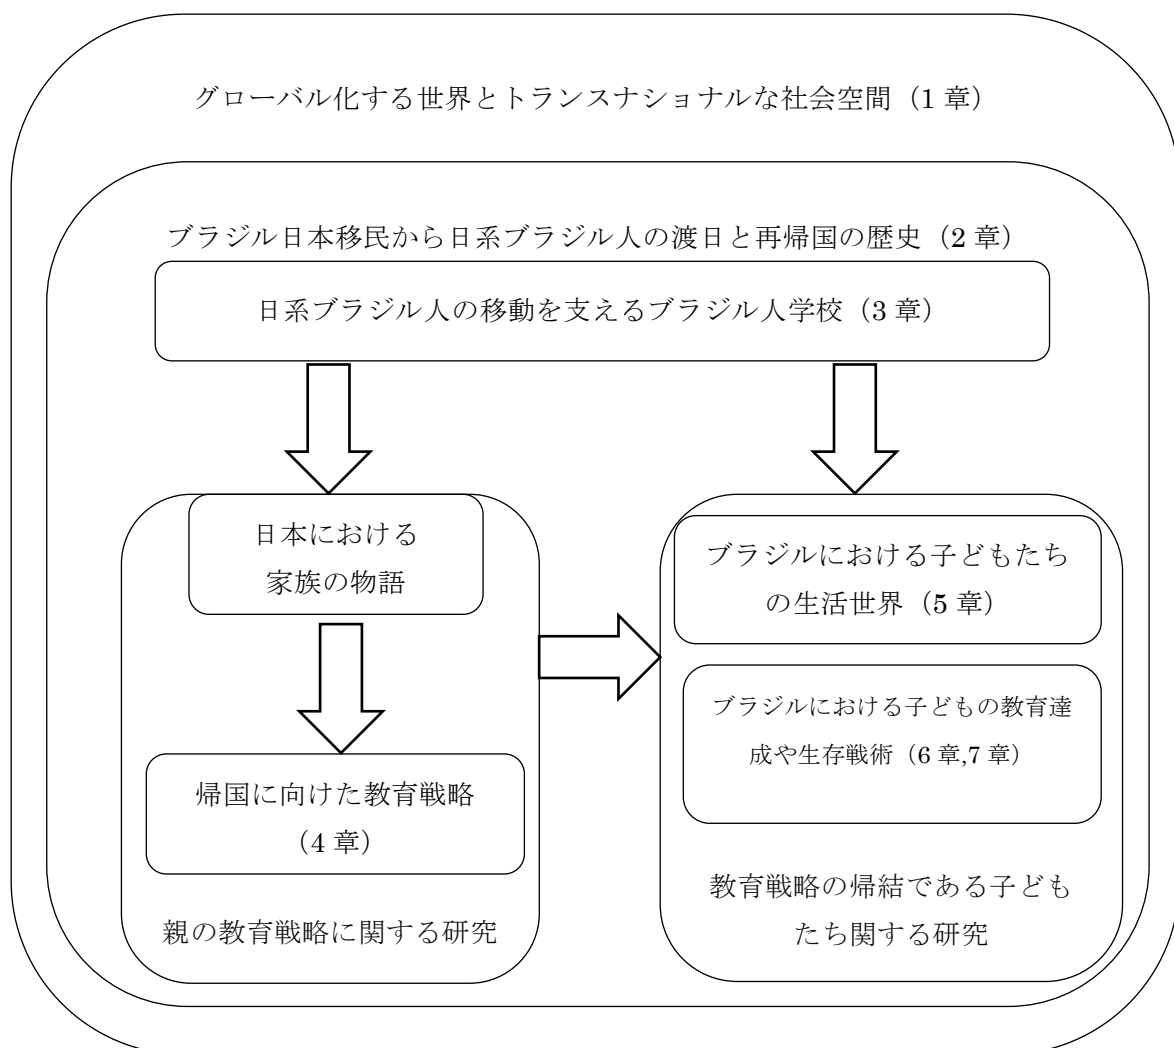 グローバル化する世界とトランスナショナルな社会空間（1 章）
ブラジル日本移民から日系ブラジル人の渡日と再帰国の歴史（2 章）
日系ブラジル人の移動を支えるブラジル人学校（3 章）
日本における
家族の物語
帰国に向けた教育戦略
（4 章）
親の教育戦略に関する研究
ブラジルにおける子どもたち
の生活世界（5 章）
ブラジルにおける子どもの教育達
成や生存戦術（6 章,7 章）
教育戦略の帰結である子ども
たち関する研究